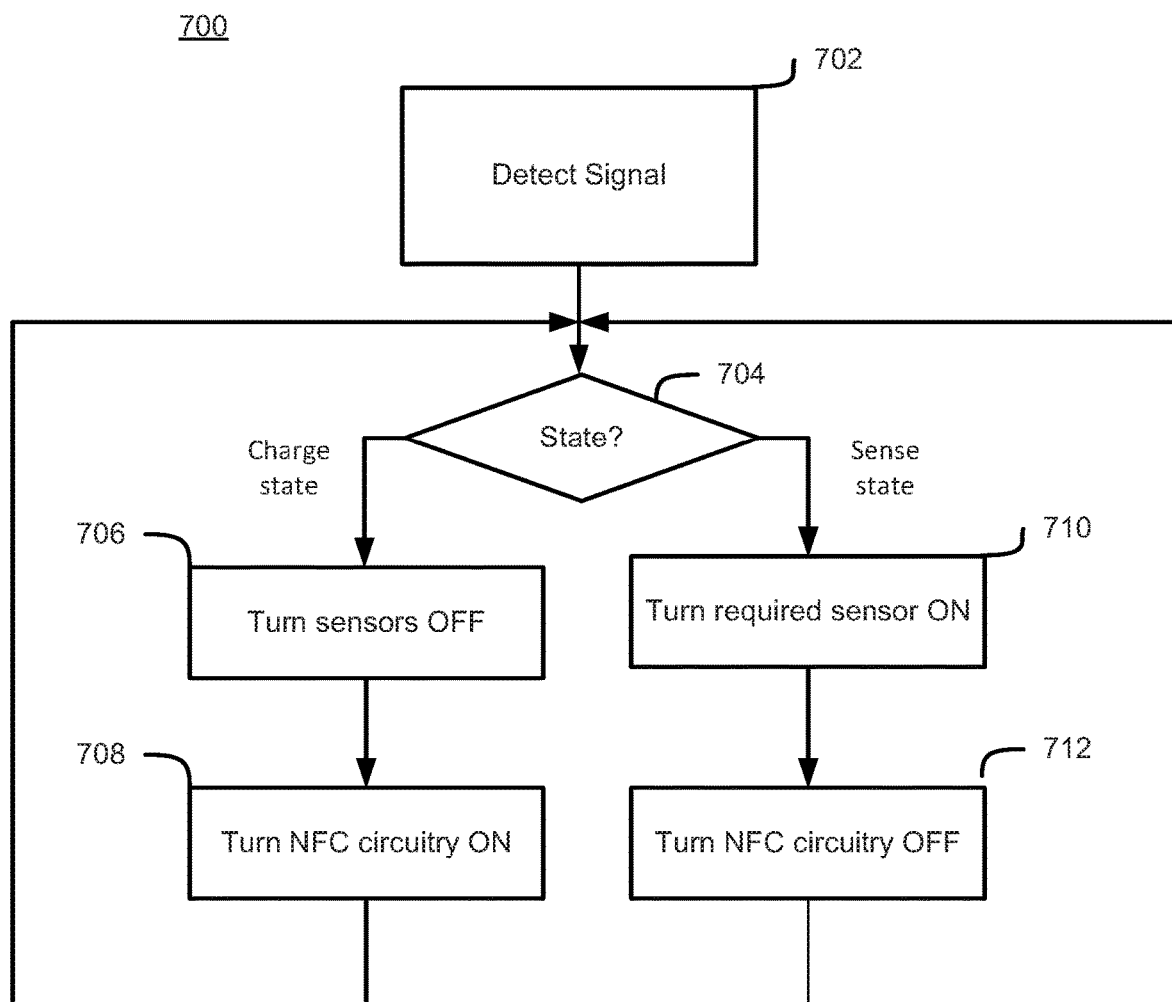 700
702
Detect Signal
704
State?
Charge
state
Sense
state
706
710
Turn sensors OFF
Turn required sensor ON
708
712
Turn NFC circuitry ON
Turn NFC circuitry OFF